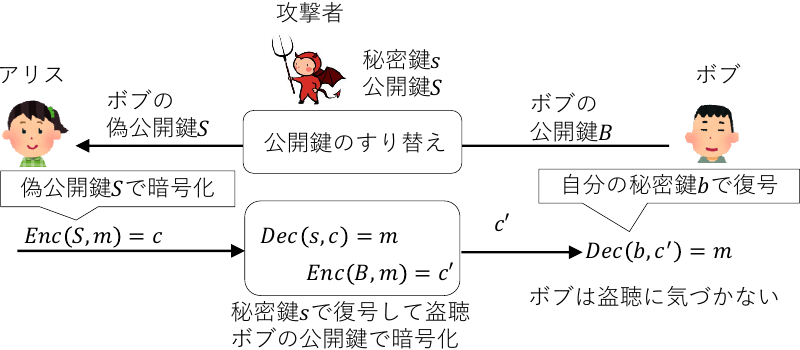 攻撃者
秘密鍵s
公開鍵S
アリス
ボブ
ボブの
偽公開鍵S
公開鍵のすり替え
ボブの
公開鍵B
偽公開鍵Sで暗号化
自分の秘密鍵bで復号
Enc(S,m) = c
Dec(s,c) = m
Enc(B,m) = c′
c′
Dec(b,c′) = m
秘密鍵sで復号して盗聴
ボブの公開鍵で暗号化
ボブは盗聴に気づかない